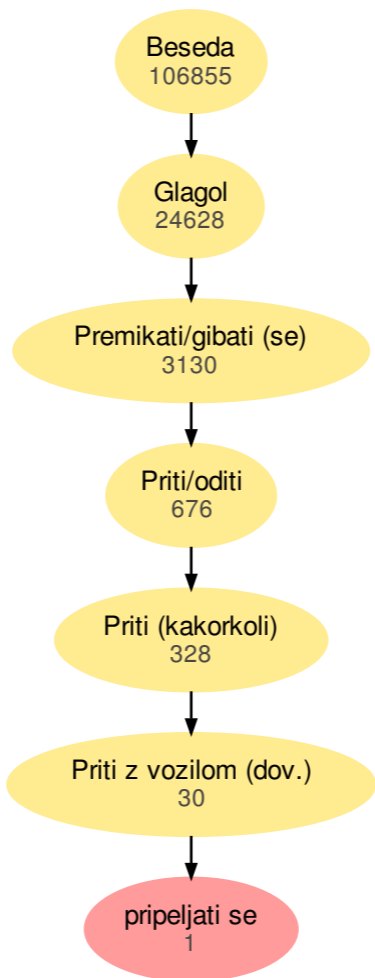 Beseda
106855
Glagol
24628
Premikati/gibati (se)
3130
Priti/oditi
676
Priti (kakorkoli)
328
Priti z vozilom (dov.)
30
pripeljati se
1